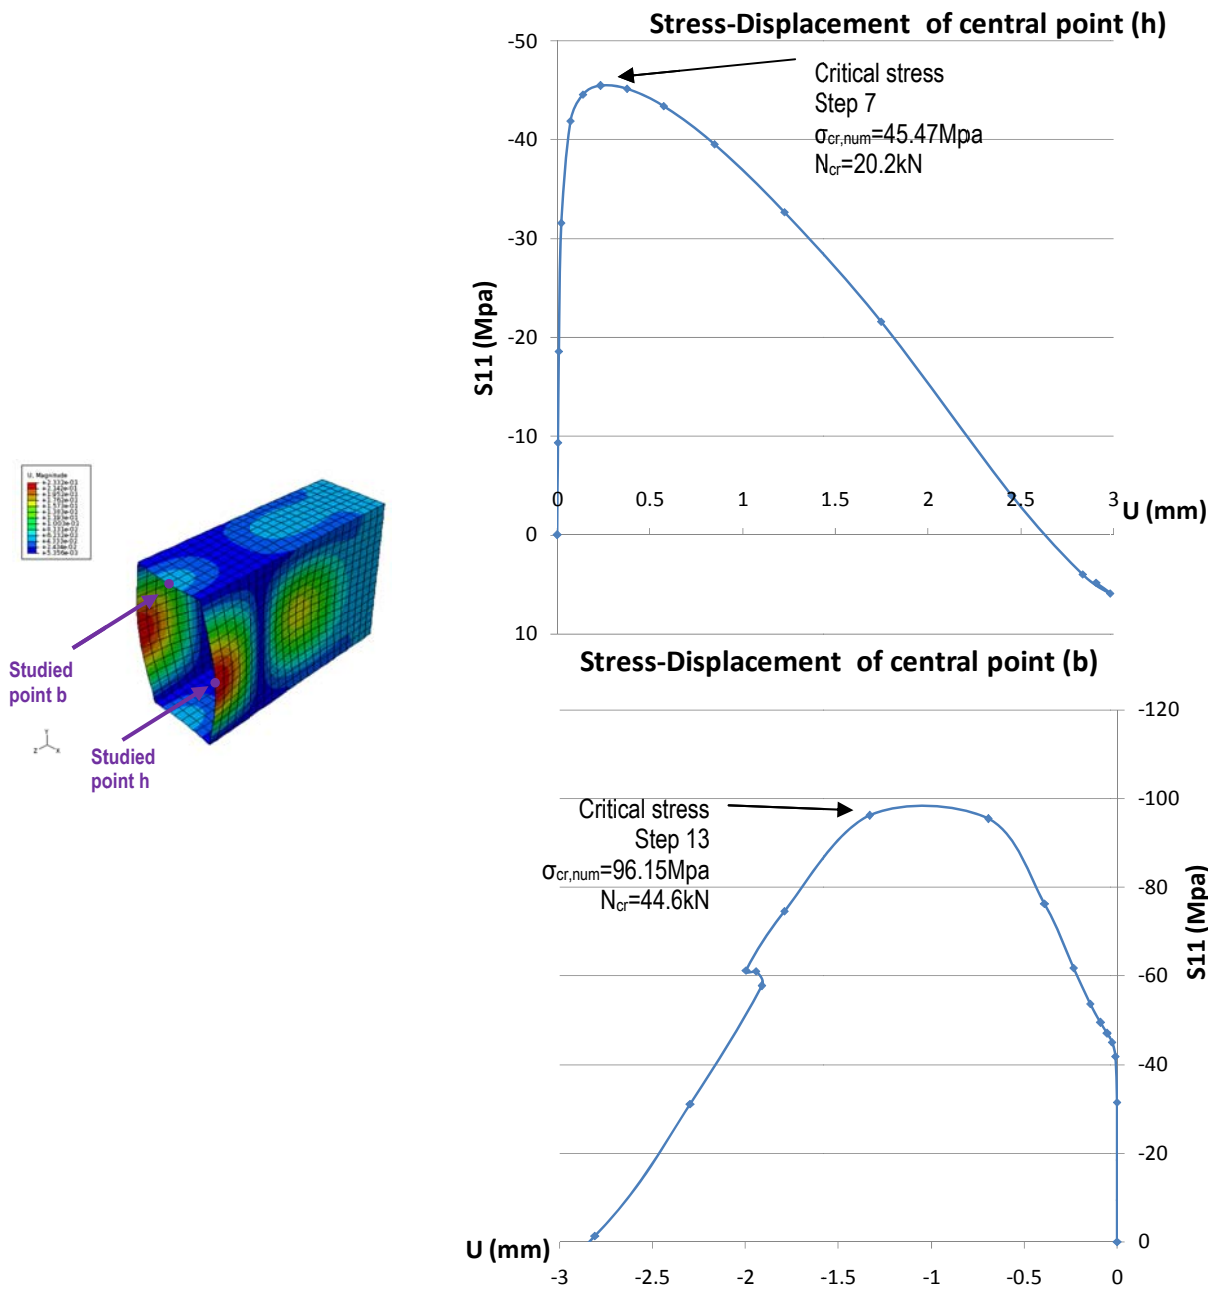 Stress-Displacement of central point (h)
-50
-40
-30
-20
-10
0
10
S11 (Mpa)
Critical stress
Step 7
σcr,num=45.47Mpa
Ncr=20.2kN
0
0.5
1
1.5
2
2.5
3
U (mm)
U, Magnitude
Studied
point b
Studied
point h
Y
Z
X
Stress-Displacement of central point (b)
-120
-100
-80
-60
-40
-20
0
S11 (Mpa)
Critical stress
Step 13
σcr,num=96.15Mpa
Ncr=44.6kN
U (mm)
-3
-2.5
-2
-1.5
-1
-0.5
0